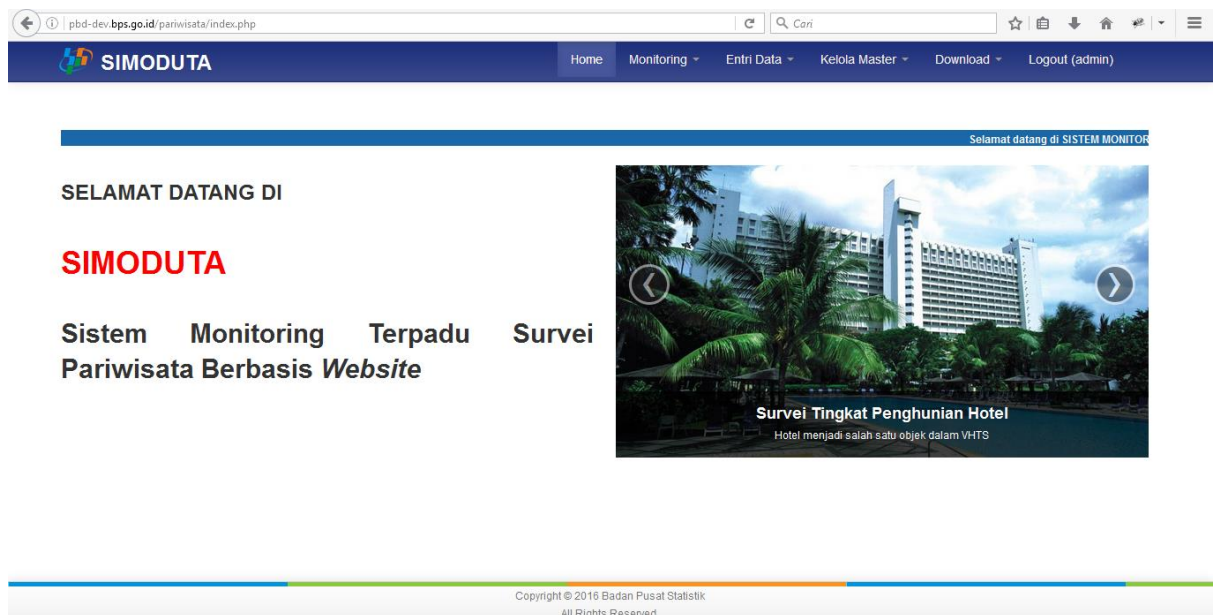 pbd-dev.bps.go.id/pariwisata/index.php
Cari
SIMODUTA
Home Monitoring Entri Data Kelola Master Download Logout (admin)
Selamat datang di SISTEM MONITOR
SELAMAT DATANG DI
SIMODUTA
Sistem Monitoring Terpadu Survei
Pariwisata Berbasis Website
Survei Tingkat Penghunian Hotel
Hotel menjadi salah satu objek dalam VHTS
Copyright © 2016 Badan Pusat Statistik
All Rights Reserved